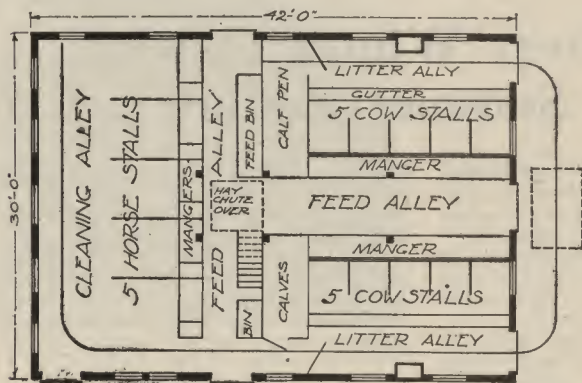 42'-0"
30'-0"
CLEANING ALLEY
5 HORSE STALLS
MANGERS
FEED ALLEY
FEED BIN
HAY
CHUTE
OVER
BIN
CALF PEN
CALVES
LITTER ALLY
GUTTER
5 COW STALLS
MANGER
FEED ALLEY
MANGER
5 COW STALLS
LITTER ALLEY